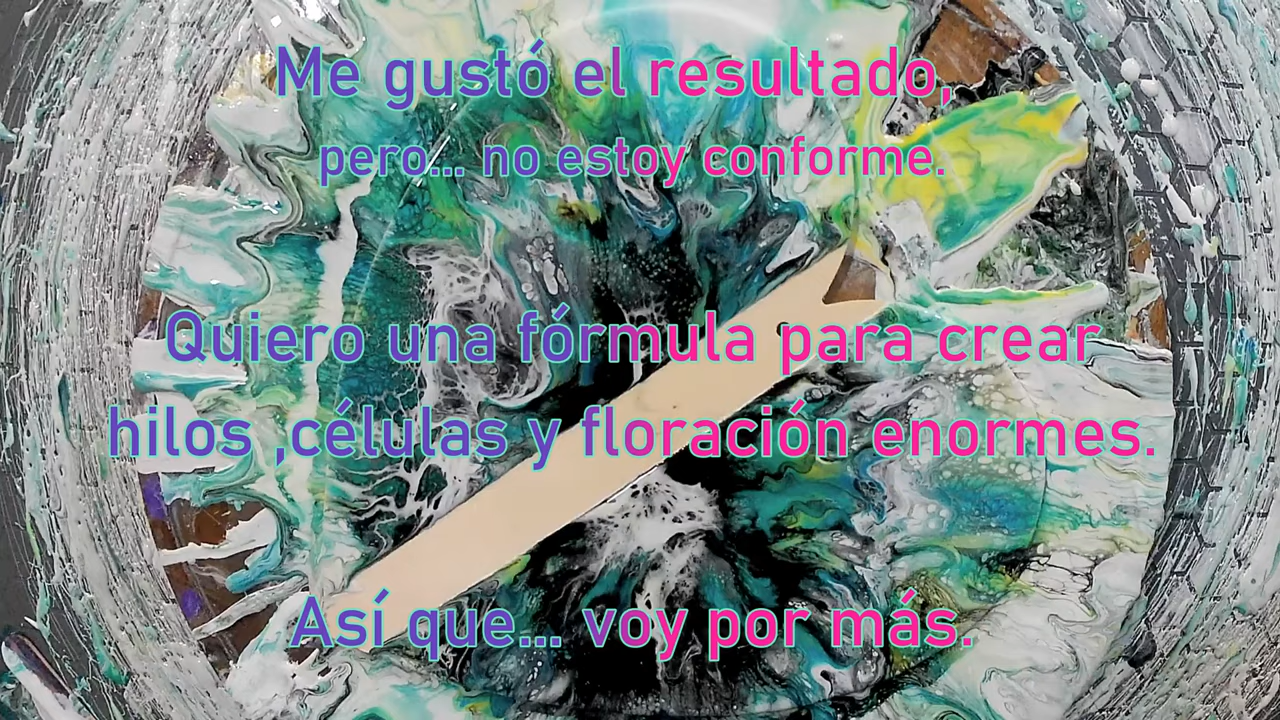 Me gustó el resultado,
pero... no estoy conforme.
Quiero una fórmula para crear
hilos ,células y floración enormes.
Así que... voy por más.